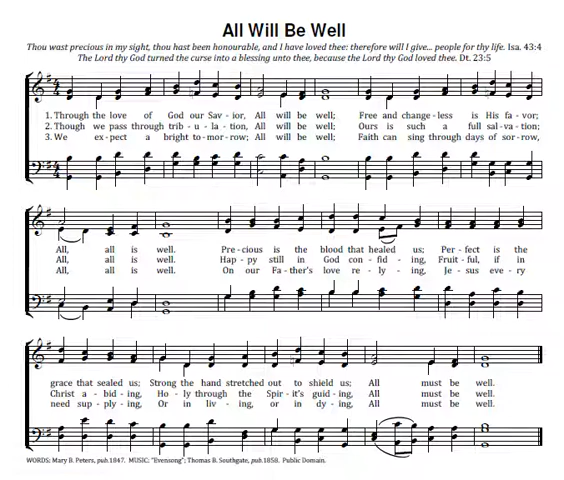 All Will Be Well
Thou wast precious in my sight, thou hast been honourable, and I have loved thee: therefore will I give... people for thy life. Isa. 43:4
The Lord thy God turned the curse into a blessing unto thee, because the Lord thy God loved thee. Dt. 23:5
1. Through the love of God our Sav - ior, All will be well; Free and change - less is His fa - vor;
2. Though we pass through trib - u - la - tion, All will be well; Ours is such a full sal - va - tion;
3. We ex - pect a bright to - mor - row; All will be well; Faith can sing through days of sor - row,
All, all is well. Pre - cious is the blood that healed us; Per - fect is the
All, all is well. Hap - py still in God con - fid - ing, Fruit - ful, if in
All, all is well. On our Fa - ther's love re - ly - ing, Je - sus eve - ry
grace that sealed us; Strong the hand stretched out to shield us; All must be well.
Christ a - bid - ing, Ho - ly through the Spir - it's guid - ing, All must be well.
need sup - ply - ing, Or in liv - ing, or in dy - ing, All must be well.
WORDS: Mary B. Peters, pub.1847. MUSIC: "Evensong"; Thomas B. Southgate, pub.1858. Public Domain.